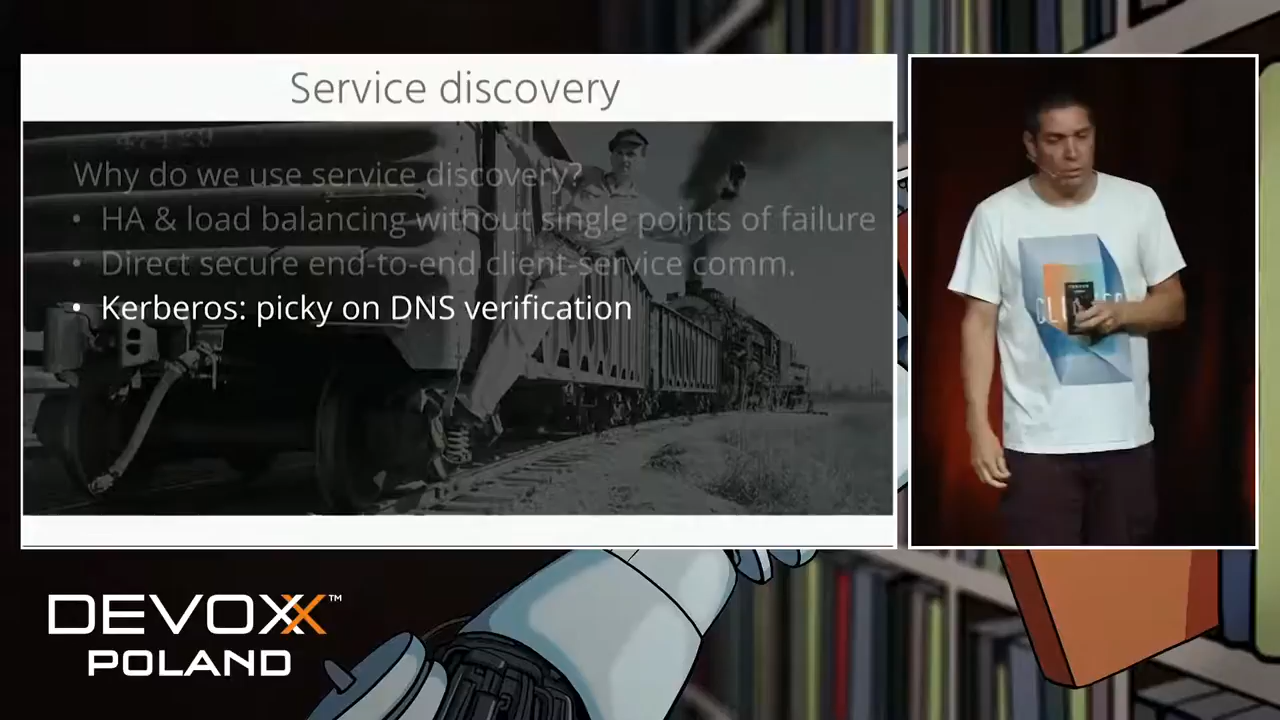 Service discovery
Why do we use service discovery?
• HA & load balancing without single points of failure
• Direct secure end-to-end client-service comm.
• Kerberos: picky on DNS verification
DEVOXX™
POLAND